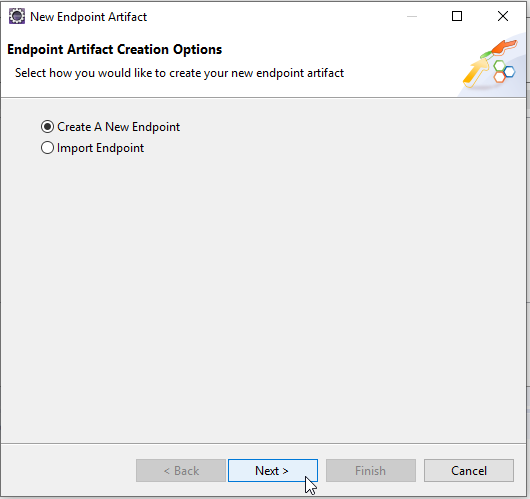 New Endpoint Artifact
Endpoint Artifact Creation Options
Select how you would like to create your new endpoint artifact
Create A New Endpoint
Import Endpoint
< Back Next > Finish Cancel